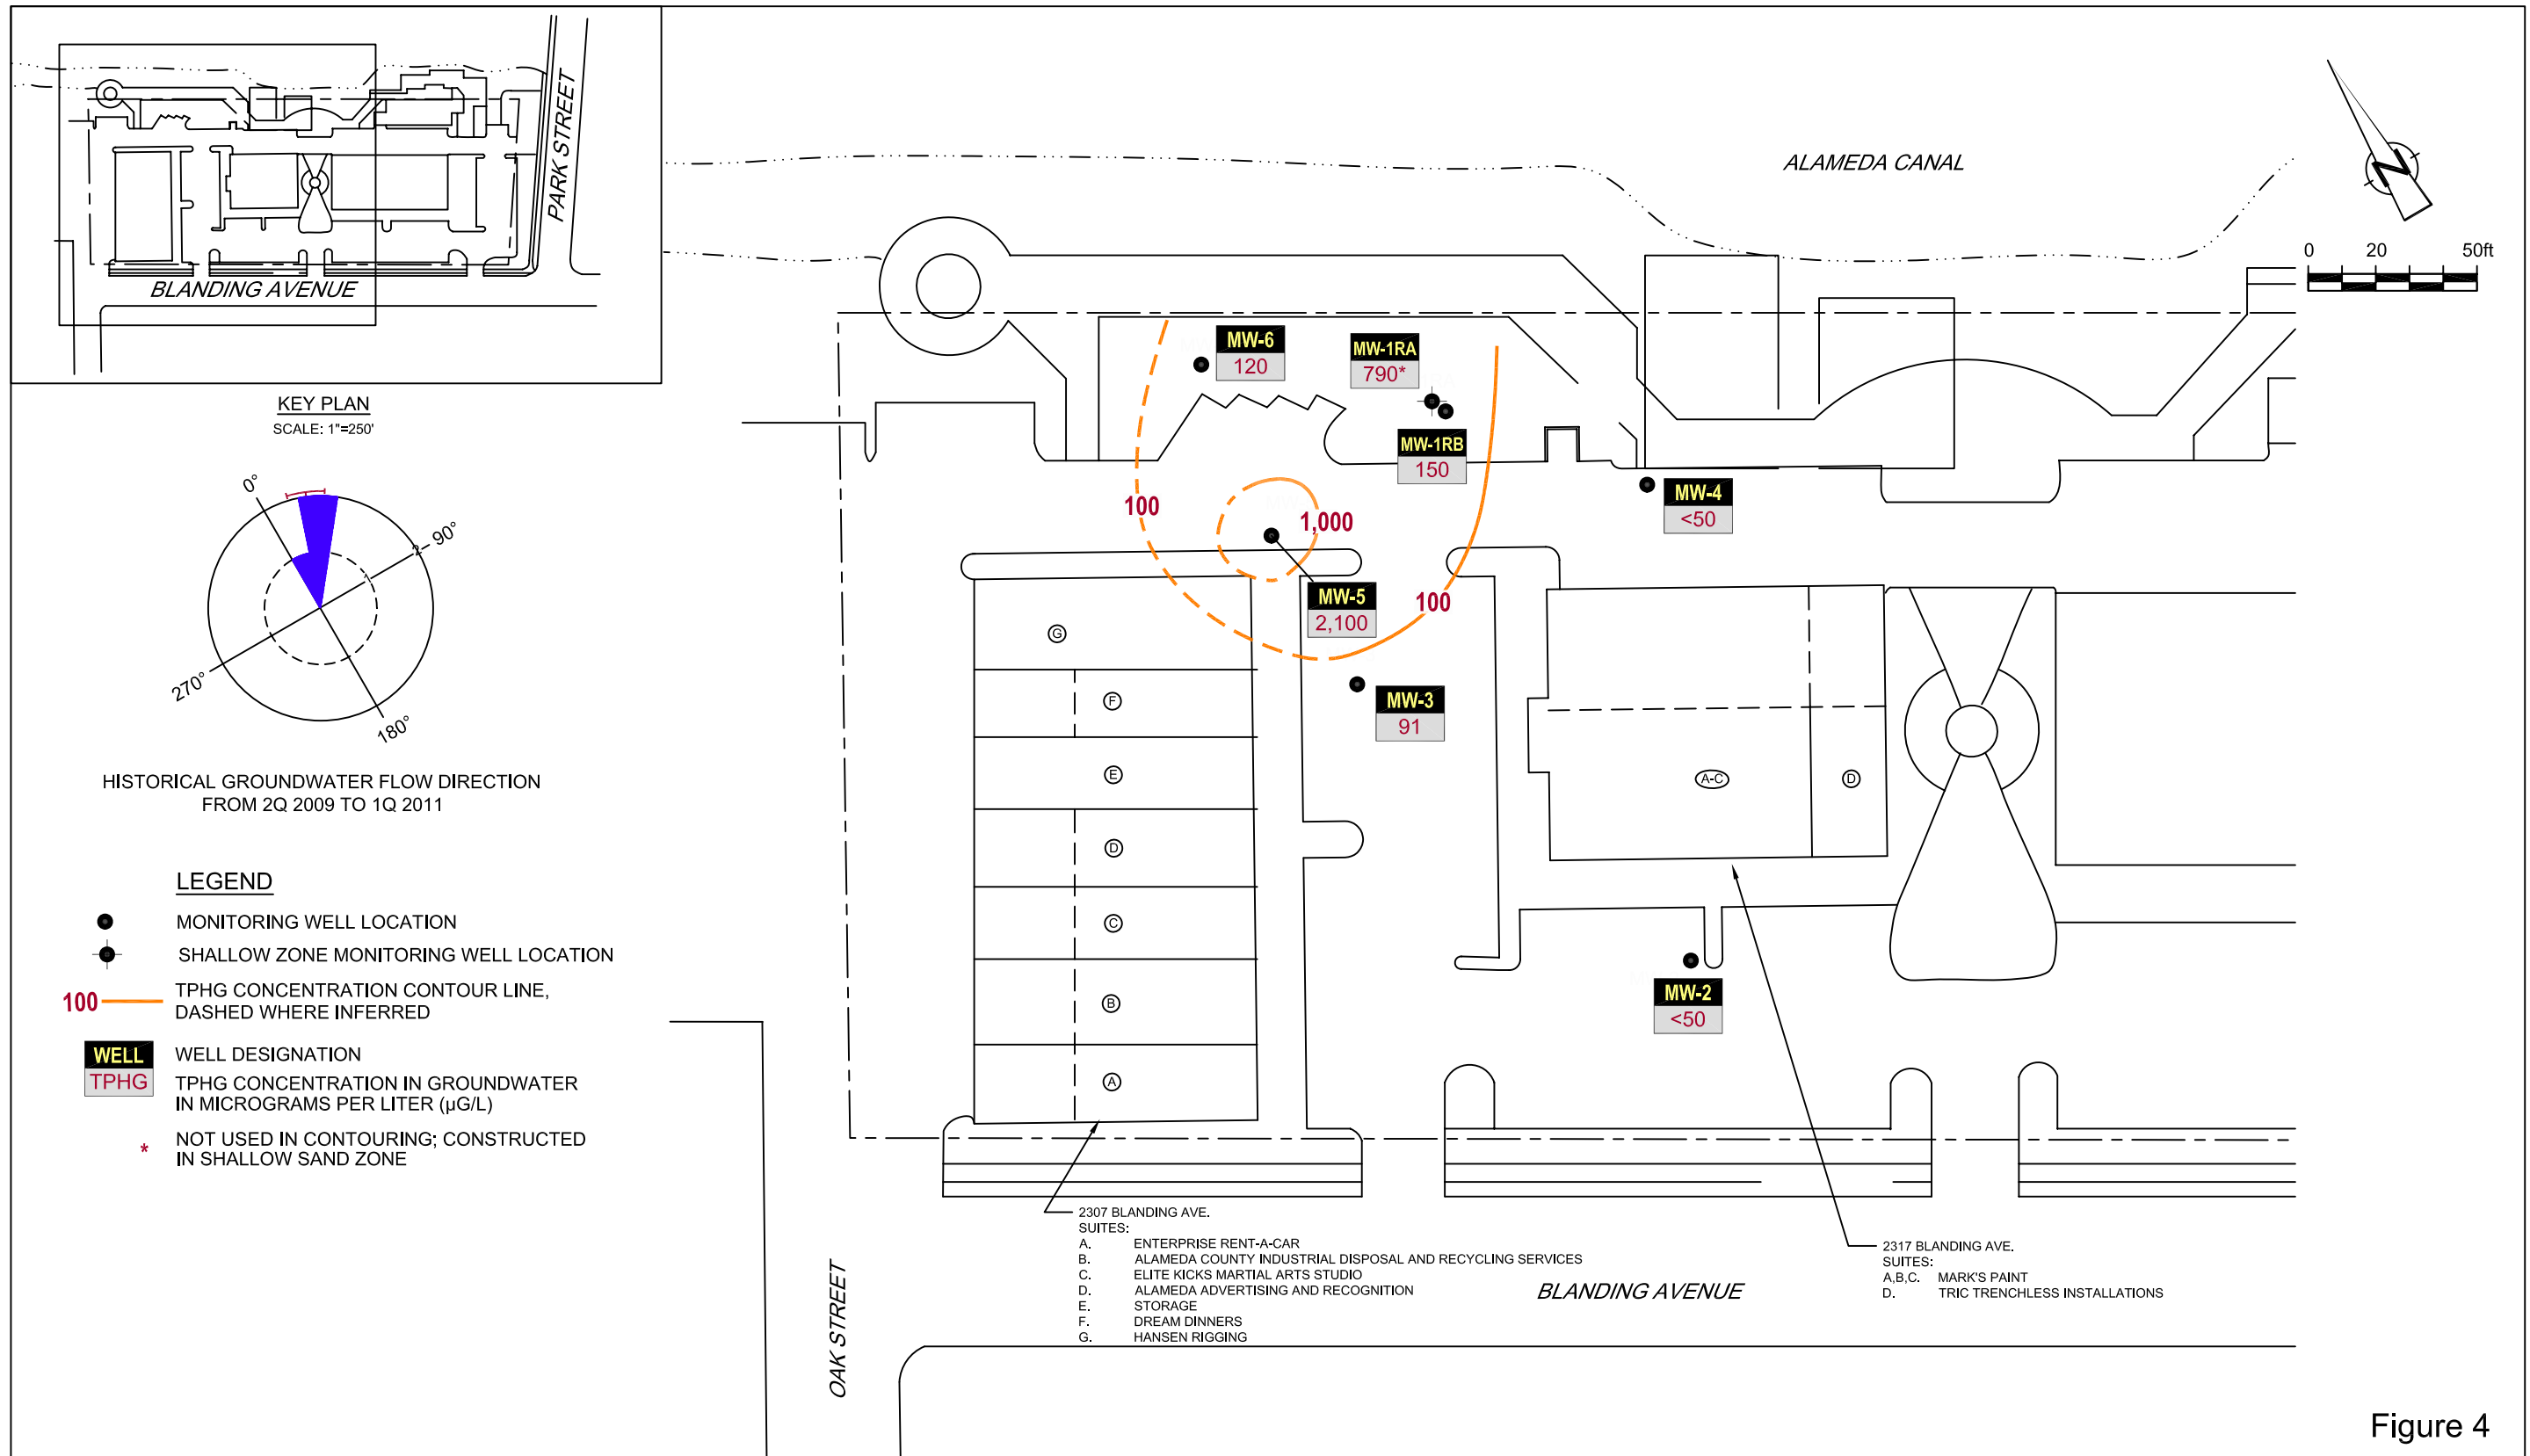 PARK STREET
BLANDING AVENUE
KEY PLAN
SCALE: 1"=250'
0°
90°
270°
180°
HISTORICAL GROUNDWATER FLOW DIRECTION
FROM 2Q 2009 TO 1Q 2011
LEGEND
MONITORING WELL LOCATION
SHALLOW ZONE MONITORING WELL LOCATION
100
TPHG CONCENTRATION CONTOUR LINE,
DASHED WHERE INFERRED
WELL
WELL DESIGNATION
TPHG
TPHG CONCENTRATION IN GROUNDWATER
IN MICROGRAMS PER LITER (µG/L)
*
NOT USED IN CONTOURING; CONSTRUCTED
IN SHALLOW SAND ZONE
ALAMEDA CANAL
N
0 20 50ft
MW-6
120
MW-1RA
790*
MW-1RB
150
MW-4
<50
100
1,000
MW-5
2,100
100
MW-3
91
MW-2
<50
G
F
E
D
C
B
A
A-C
D
2307 BLANDING AVE.
SUITES:
A. ENTERPRISE RENT-A-CAR
B. ALAMEDA COUNTY INDUSTRIAL DISPOSAL AND RECYCLING SERVICES
C. ELITE KICKS MARTIAL ARTS STUDIO
D. ALAMEDA ADVERTISING AND RECOGNITION
E. STORAGE
F. DREAM DINNERS
G. HANSEN RIGGING
2317 BLANDING AVE.
SUITES:
A,B,C. MARK'S PAINT
D. TRIC TRENCHLESS INSTALLATIONS
BLANDING AVENUE
OAK STREET
Figure 4